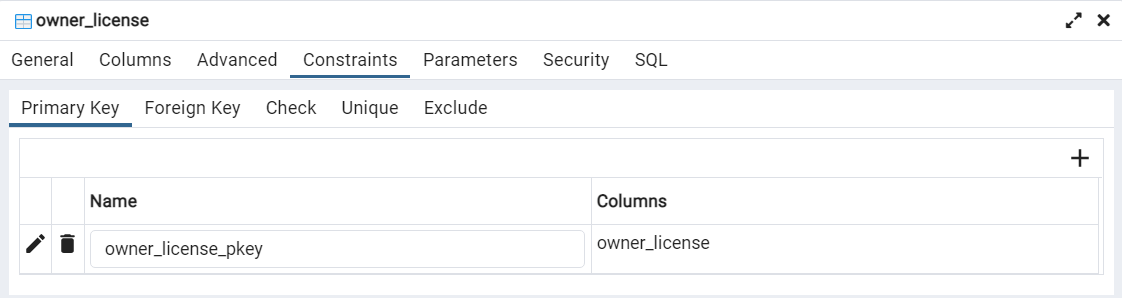 owner_license
General Columns Advanced Constraints Parameters Security SQL
Primary Key Foreign Key Check Unique Exclude
Name Columns
owner_license_pkey owner_license